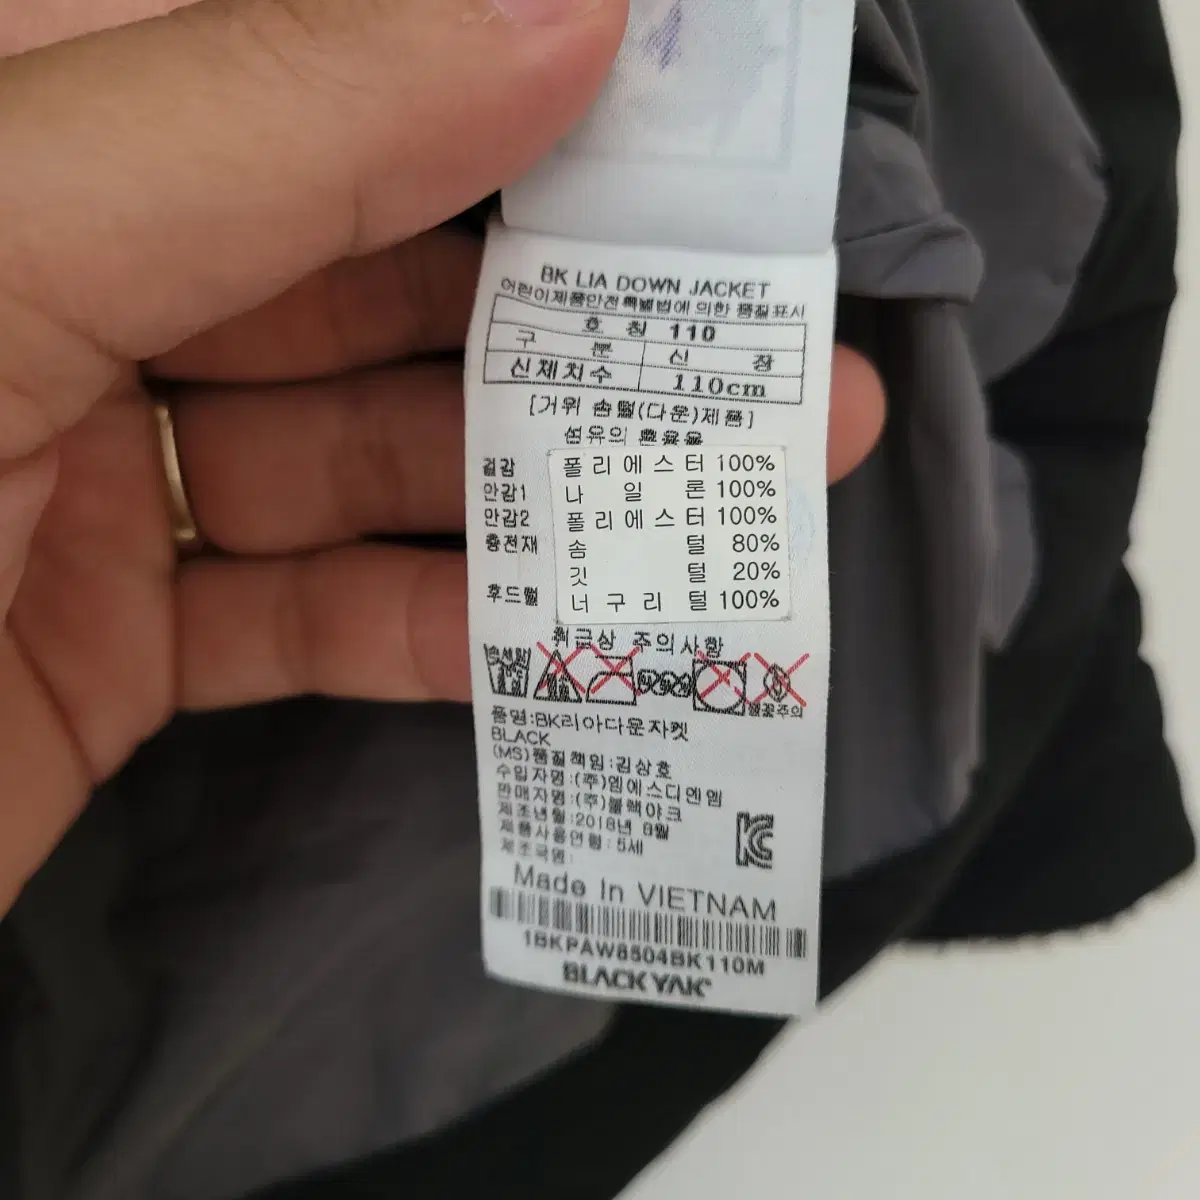 BK LIA DOWN JACKET
어린이제품안전특별법에 의한 품질표시
호 칭 110
구 분 신 장
신체치수 110cm
[거위 솜털(다운)제품]
섬유의 혼용율
겉감 폴리에스터 100%
안감1 나일론 100%
안감2 폴리에스터 100%
충전재 솜털 80%
깃털 20%
후드털 너구리털 100%
취급상 주의사항
손세탁
불꽃주의
품명:BK리아다운자켓
BLACK
(MS)품질책임:김상호
수입자명:(주)엠에스디엔엠
판매자명:(주)블랙야크
제조년월:2018년 8월
제품사용연령:5세
제조국명:
Made In VIETNAM
1BKPAW8504BK110M
BLACKYAK